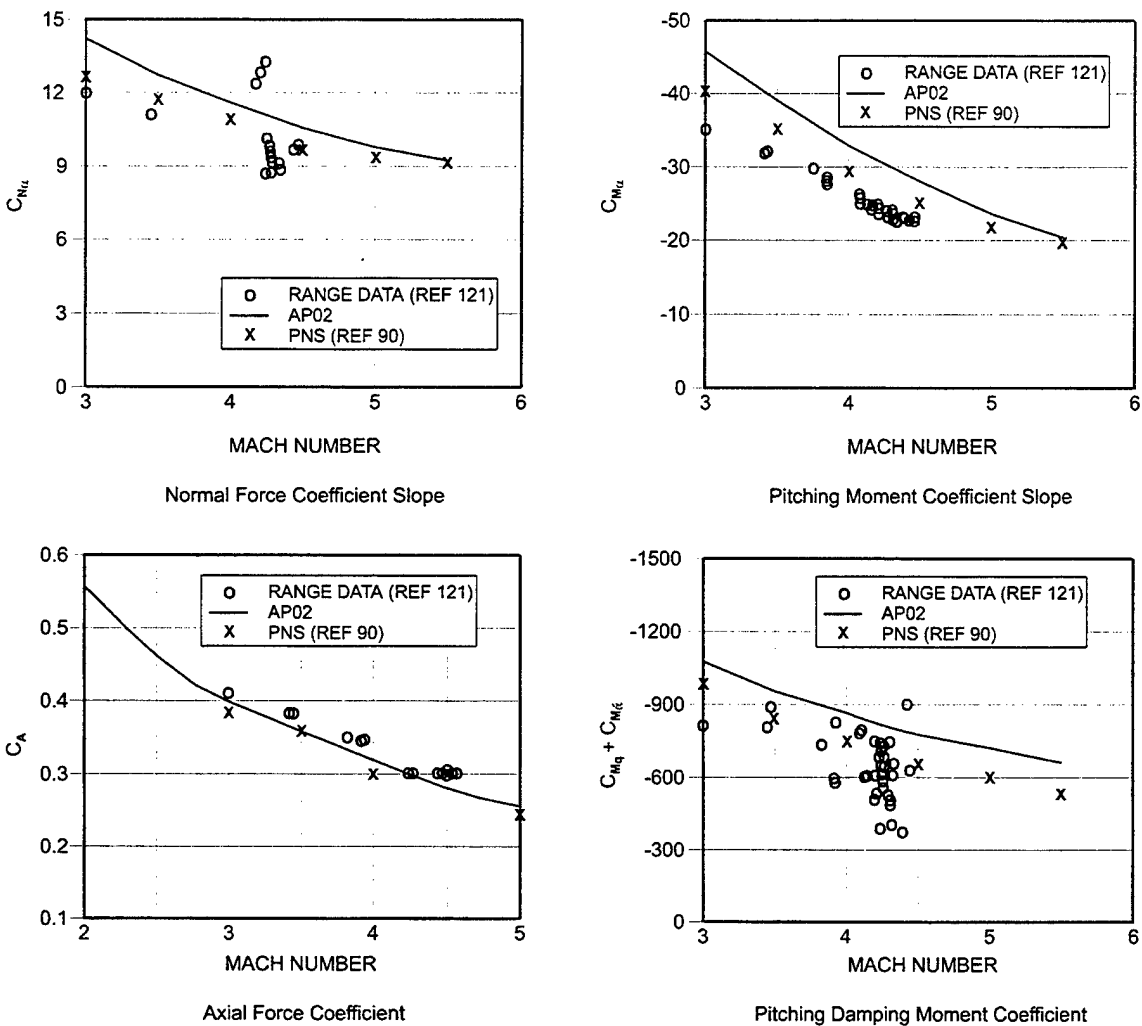 15
12
9
6
3
0
C_Nα
3 4 5 6
MACH NUMBER
O RANGE DATA (REF 121)
AP02
X PNS (REF 90)
Normal Force Coefficient Slope
-50
-40
-30
-20
-10
0
C_Mα
3 4 5 6
MACH NUMBER
O RANGE DATA (REF 121)
AP02
X PNS (REF 90)
Pitching Moment Coefficient Slope
0.6
0.5
0.4
0.3
0.2
0.1
C_A
2 3 4 5
MACH NUMBER
O RANGE DATA (REF 121)
AP02
X PNS (REF 90)
Axial Force Coefficient
-1500
-1200
-900
-600
-300
0
C_Mq + C_Mα̇
3 4 5 6
MACH NUMBER
O RANGE DATA (REF 121)
AP02
X PNS (REF 90)
Pitching Damping Moment Coefficient